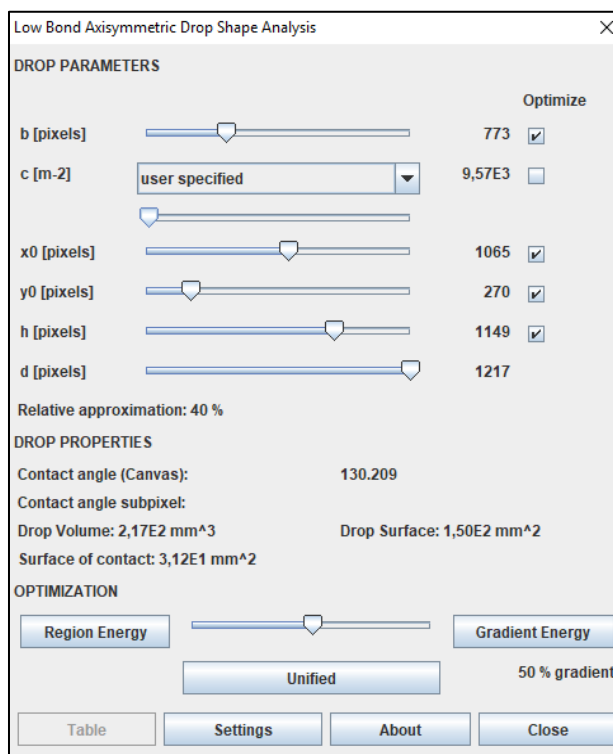 Low Bond Axisymmetric Drop Shape Analysis
DROP PARAMETERS
Optimize
b [pixels] 773
c [m-2] user specified 9,57E3
x0 [pixels] 1065
y0 [pixels] 270
h [pixels] 1149
d [pixels] 1217
Relative approximation: 40 %
DROP PROPERTIES
Contact angle (Canvas): 130.209
Contact angle subpixel:
Drop Volume: 2,17E2 mm^3 Drop Surface: 1,50E2 mm^2
Surface of contact: 3,12E1 mm^2
OPTIMIZATION
Region Energy Gradient Energy
Unified 50 % gradient
Table Settings About Close